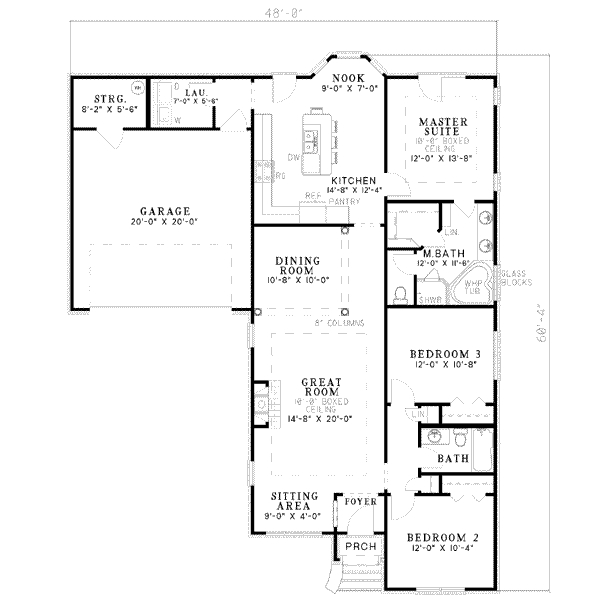 48'-0"
NOOK
9'-0" X 7'-0"
D
LAU.
7'-0" X 5'-6"
W
WH
STRG.
8'-2" X 5'-6"
MASTER
SUITE
10'-0" BOXED
CEILING
12'-0" X 13'-8"
DW
RG
KITCHEN
14'-8" X 12'-4"
REF
PANTRY
GARAGE
20'-0" X 20'-0"
LIN.
M.BATH
12'-0" X 11'-6"
GLASS
BLOCKS
WHP
TUB
SHWR
DINING
ROOM
10'-8" X 10'-0"
8" COLUMNS
60'-4"
BEDROOM 3
12'-0" X 10'-8"
GREAT
ROOM
10'-0" BOXED
CEILING
14'-8" X 20'-0"
LIN
BATH
SITTING
AREA
9'-0" X 4'-0"
FOYER
PRCH
BEDROOM 2
12'-0" X 10'-4"